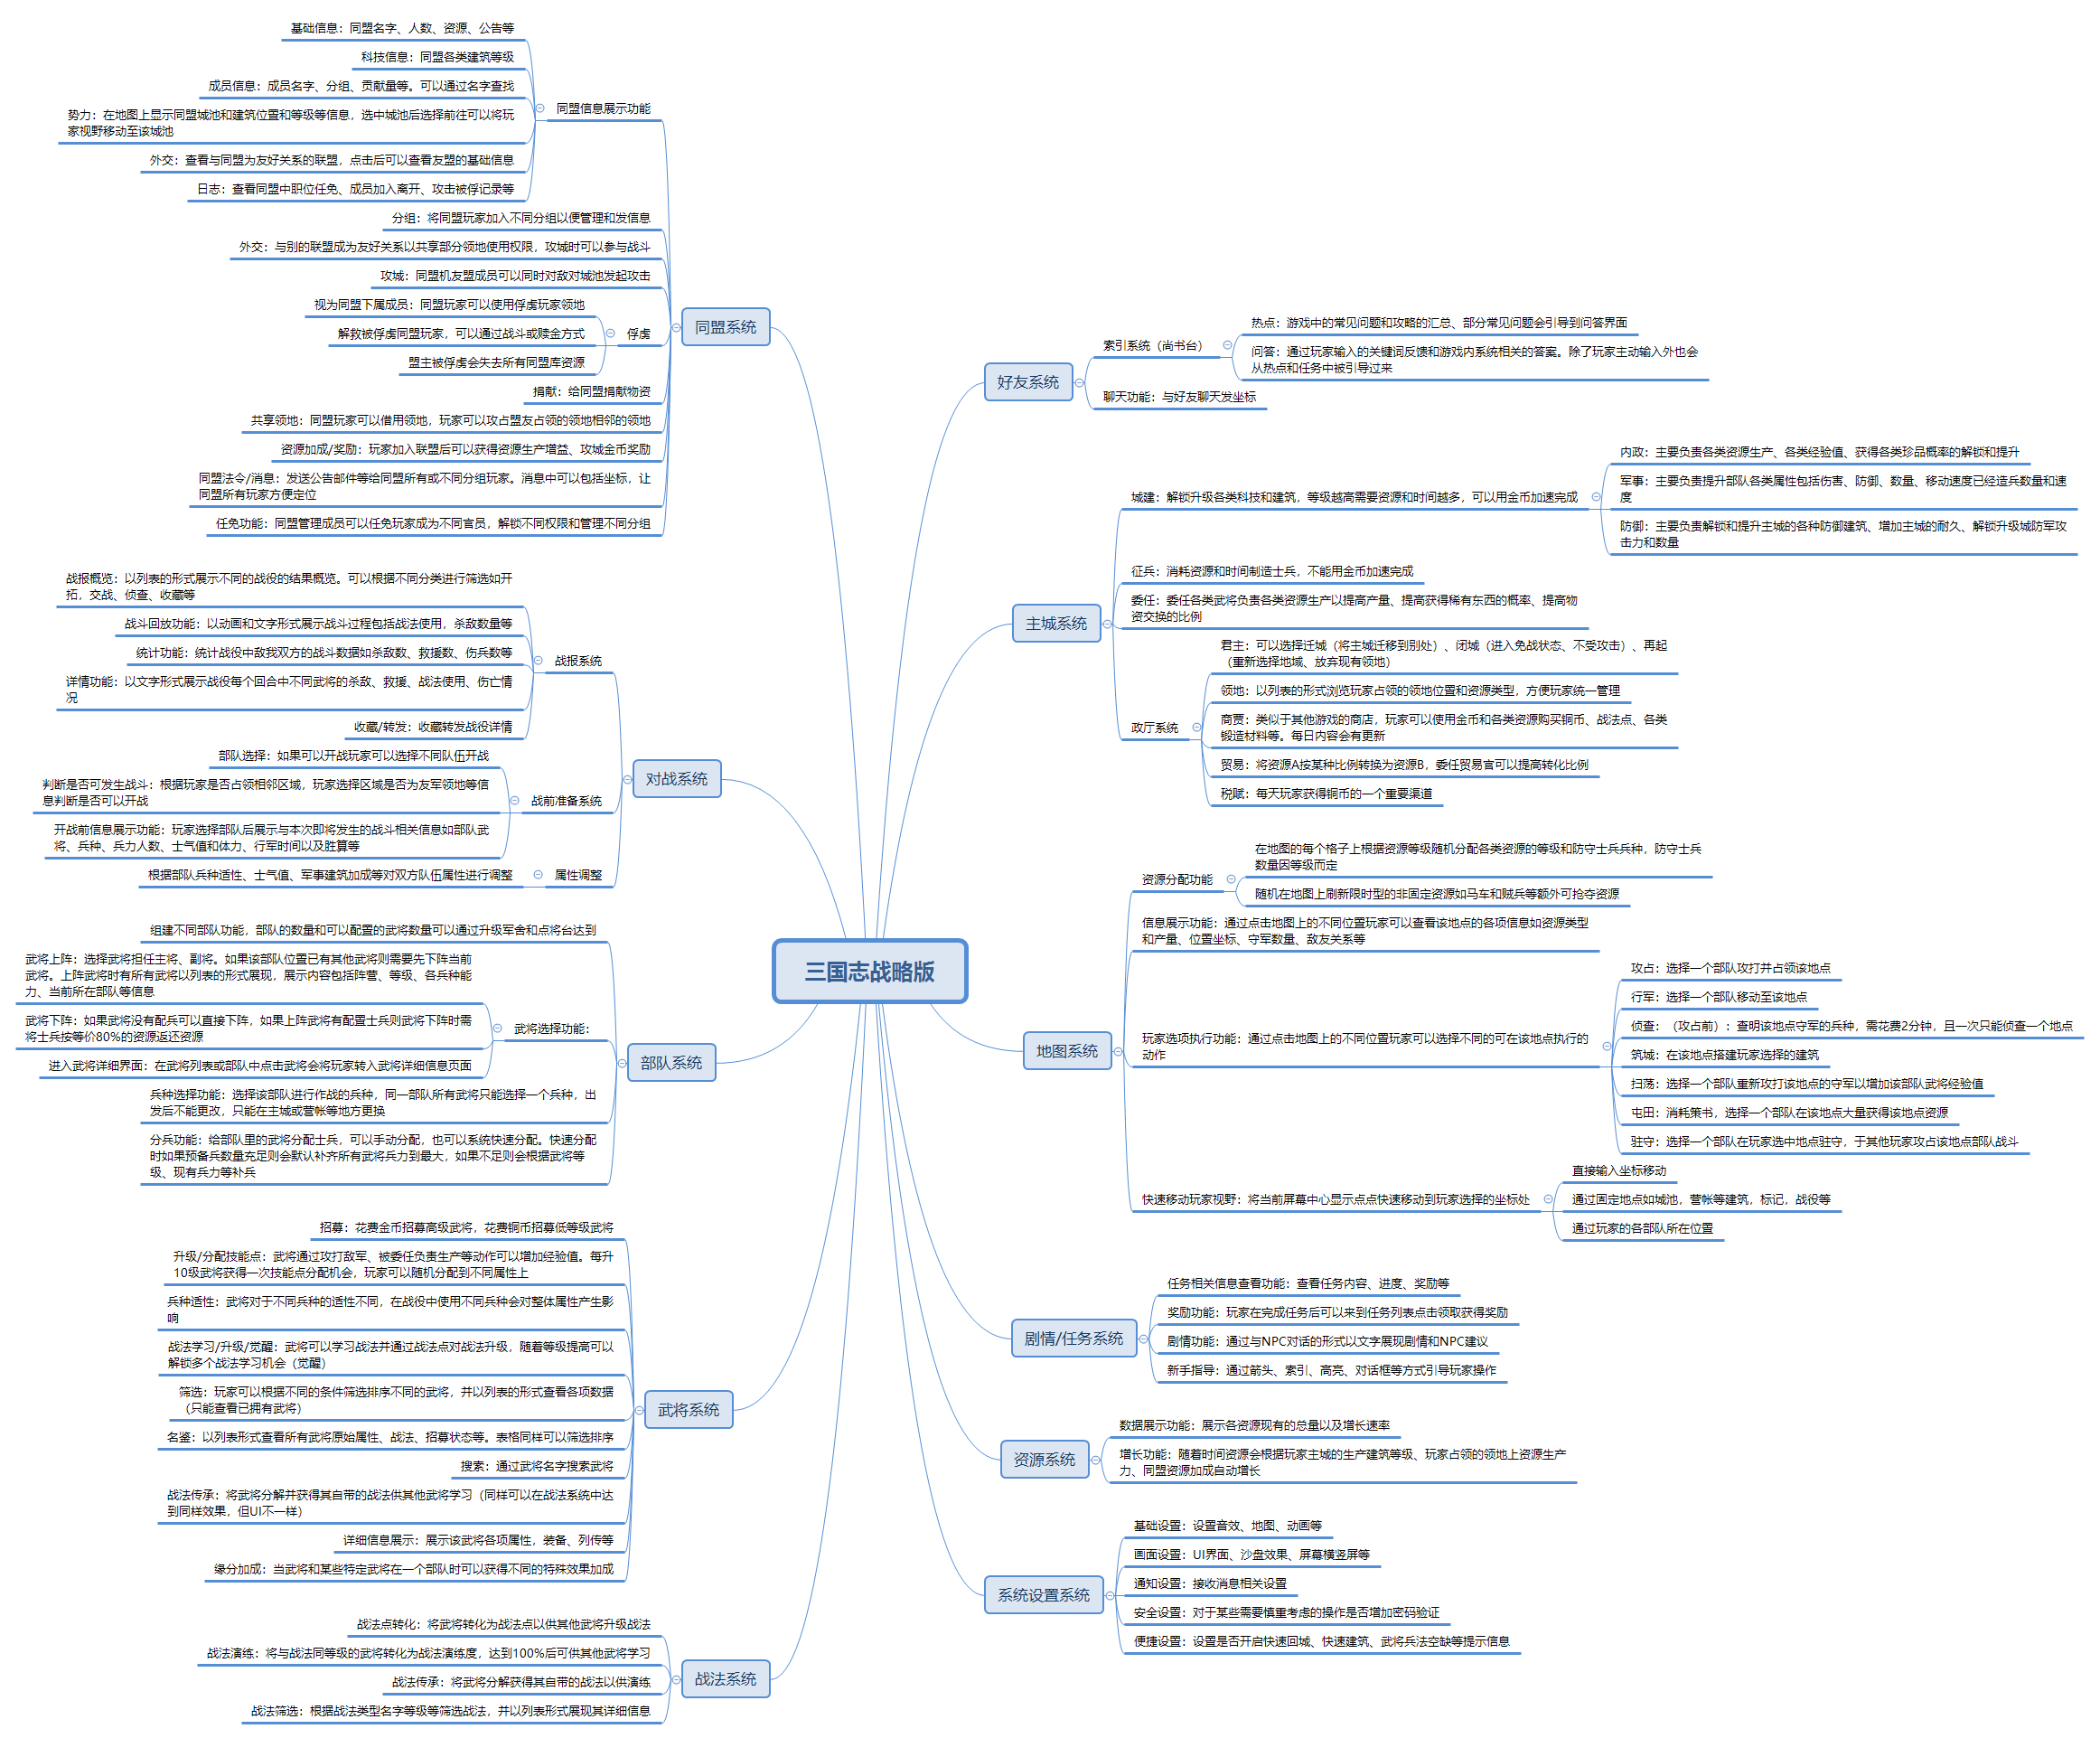 三国志战略版
同盟系统
同盟信息展示功能
基础信息：同盟名字、人数、资源、公告等
科技信息：同盟各类建筑等级
成员信息：成员名字、分组、贡献量等。可以通过名字查找
势力：在地图上显示同盟城池和建筑位置和等级等信息，选中城池后选择前往可以将玩
家视野移动至该城池
外交：查看与同盟为友好关系的联盟，点击后可以查看友盟的基础信息
日志：查看同盟中职位任免、成员加入离开、攻击被俘记录等
分组：将同盟玩家加入不同分组以便管理和发信息
外交：与别的联盟成为友好关系以共享部分领地使用权限，攻城时可以参与战斗
攻城：同盟机友盟成员可以同时对敌对城池发起攻击
俘虏
视为同盟下属成员：同盟玩家可以使用俘虏玩家领地
解救被俘虏同盟玩家，可以通过战斗或赎金方式
盟主被俘虏会失去所有同盟库资源
捐献：给同盟捐献物资
共享领地：同盟玩家可以借用领地，玩家可以攻占盟友占领的领地相邻的领地
资源加成/奖励：玩家加入联盟后可以获得资源生产增益、攻城金币奖励
同盟法令/消息：发送公告邮件等给同盟所有或不同分组玩家。消息中可以包括坐标，让
同盟所有玩家方便定位
任免功能：同盟管理成员可以任免玩家成为不同官员，解锁不同权限和管理不同分组
对战系统
战报系统
战报概览：以列表的形式展示不同的战役的结果概览。可以根据不同分类进行筛选如开
拓，交战、侦查、收藏等
战斗回放功能：以动画和文字形式展示战斗过程包括战法使用，杀敌数量等
统计功能：统计战役中敌我双方的战斗数据如杀敌数、救援数、伤兵数等
详情功能：以文字形式展示战役每个回合中不同武将的杀敌、救援、战法使用、伤亡情
况
收藏/转发：收藏转发战役详情
战前准备系统
部队选择：如果可以开战玩家可以选择不同队伍开战
判断是否可发生战斗：根据玩家是否占领相邻区域，玩家选择区域是否为友军领地等信
息判断是否可以开战
开战前信息展示功能：玩家选择部队后展示与本次即将发生的战斗相关信息如部队武
将、兵种、兵力人数、士气值和体力、行军时间以及胜算等
属性调整
根据部队兵种适性、士气值、军事建筑加成等对双方队伍属性进行调整
部队系统
组建不同部队功能，部队的数量和可以配置的武将数量可以通过升级军舍和点将台达到
武将选择功能：
武将上阵：选择武将担任主将、副将。如果该部队位置已有其他武将则需要先下阵当前
武将。上阵武将时有所有武将以列表的形式展现，展示内容包括阵营、等级、各兵种能
力、当前所在部队等信息
武将下阵：如果武将没有配兵可以直接下阵，如果上阵武将有配置士兵则武将下阵时需
将士兵按等价80%的资源返还资源
进入武将详细界面：在武将列表或部队中点击武将会将玩家转入武将详细信息页面
兵种选择功能：选择该部队进行作战的兵种，同一部队所有武将只能选择一个兵种，出
发后不能更改，只能在主城或营帐等地方更换
分兵功能：给部队里的武将分配士兵，可以手动分配，也可以系统快速分配。快速分配
时如果预备兵数量充足则会默认补齐所有武将兵力到最大，如果不足则会根据武将等
级、现有兵力等补兵
武将系统
招募：花费金币招募高级武将，花费铜币招募低等级武将
升级/分配技能点：武将通过攻打敌军、被委任负责生产等动作可以增加经验值。每升
10级武将获得一次技能点分配机会，玩家可以随机分配到不同属性上
兵种适性：武将对于不同兵种的适性不同，在战役中使用不同兵种会对整体属性产生影
响
战法学习/升级/觉醒：武将可以学习战法并通过战法点对战法升级，随着等级提高可以
解锁多个战法学习机会（觉醒）
筛选：玩家可以根据不同的条件筛选排序不同的武将，并以列表的形式查看各项数据
（只能查看已拥有武将）
名鉴：以列表形式查看所有武将原始属性、战法、招募状态等。表格同样可以筛选排序
搜索：通过武将名字搜索武将
战法传承：将武将分解并获得其自带的战法供其他武将学习（同样可以在战法系统中达
到同样效果，但UI不一样）
详细信息展示：展示该武将各项属性，装备、列传等
缘分加成：当武将和某些特定武将在一个部队时可以获得不同的特殊效果加成
战法系统
战法点转化：将武将转化为战法点以供其他武将升级战法
战法演练：将与战法同等级的武将转化为战法演练度，达到100%后可供其他武将学习
战法传承：将武将分解获得其自带的战法以供演练
战法筛选：根据战法类型名字等级等筛选战法，并以列表形式展现其详细信息
好友系统
索引系统（尚书台）
热点：游戏中的常见问题和攻略的汇总、部分常见问题会引导到问答界面
问答：通过玩家输入的关键词反馈和游戏内系统相关的答案。除了玩家主动输入外也会
从热点和任务中被引导过来
聊天功能：与好友聊天发坐标
主城系统
城建：解锁升级各类科技和建筑，等级越高需要资源和时间越多，可以用金币加速完成
内政：主要负责各类资源生产、各类经验值、获得各类珍品概率的解锁和提升
军事：主要负责提升部队各类属性包括伤害、防御、数量、移动速度已经造兵数量和速
度
防御：主要负责解锁和提升主城的各种防御建筑、增加主城的耐久、解锁升级城防军攻
击力和数量
征兵：消耗资源和时间制造士兵，不能用金币加速完成
委任：委任各类武将负责各类资源生产以提高产量、提高获得稀有东西的概率、提高物
资交换的比例
政厅系统
君主：可以选择迁城（将主城迁移到别处）、闭城（进入免战状态、不受攻击）、再起
（重新选择地域、放弃现有领地）
领地：以列表的形式浏览玩家占领的领地位置和资源类型，方便玩家统一管理
商贾：类似于其他游戏的商店，玩家可以使用金币和各类资源购买铜币、战法点、各类
锻造材料等。每日内容会有更新
贸易：将资源A按某种比例转换为资源B，委任贸易官可以提高转化比例
税赋：每天玩家获得铜币的一个重要渠道
地图系统
资源分配功能
在地图的每个格子上根据资源等级随机分配各类资源的等级和防守士兵兵种，防守士兵
数量因等级而定
随机在地图上刷新限时型的非固定资源如马车和贼兵等额外可抢夺资源
信息展示功能：通过点击地图上的不同位置玩家可以查看该地点的各项信息如资源类型
和产量、位置坐标、守军数量、敌友关系等
玩家选项执行功能：通过点击地图上的不同位置玩家可以选择不同的可在该地点执行的
动作
攻占：选择一个部队攻打并占领该地点
行军：选择一个部队移动至该地点
侦查：（攻占前）：查明该地点守军的兵种，需花费2分钟，且一次只能侦查一个地点
筑城：在该地点搭建玩家选择的建筑
扫荡：选择一个部队重新攻打该地点的守军以增加该部队武将经验值
屯田：消耗策书，选择一个部队在该地点大量获得该地点资源
驻守：选择一个部队在玩家选中地点驻守，于其他玩家攻占该地点部队战斗
快速移动玩家视野：将当前屏幕中心显示点点快速移动到玩家选择的坐标处
直接输入坐标移动
通过固定地点如城池，营帐等建筑，标记，战役等
通过玩家的各部队所在位置
剧情/任务系统
任务相关信息查看功能：查看任务内容、进度、奖励等
奖励功能：玩家在完成任务后可以来到任务列表点击领取获得奖励
剧情功能：通过与NPC对话的形式以文字展现剧情和NPC建议
新手指导：通过箭头、索引、高亮、对话框等方式引导玩家操作
资源系统
数据展示功能：展示各资源现有的总量以及增长速率
增长功能：随着时间资源会根据玩家主城的生产建筑等级、玩家占领的领地上资源生产
力、同盟资源加成自动增长
系统设置系统
基础设置：设置音效、地图、动画等
画面设置：UI界面、沙盘效果、屏幕横竖屏等
通知设置：接收消息相关设置
安全设置：对于某些需要慎重考虑的操作是否增加密码验证
便捷设置：设置是否开启快速回城、快速建筑、武将兵法空缺等提示信息